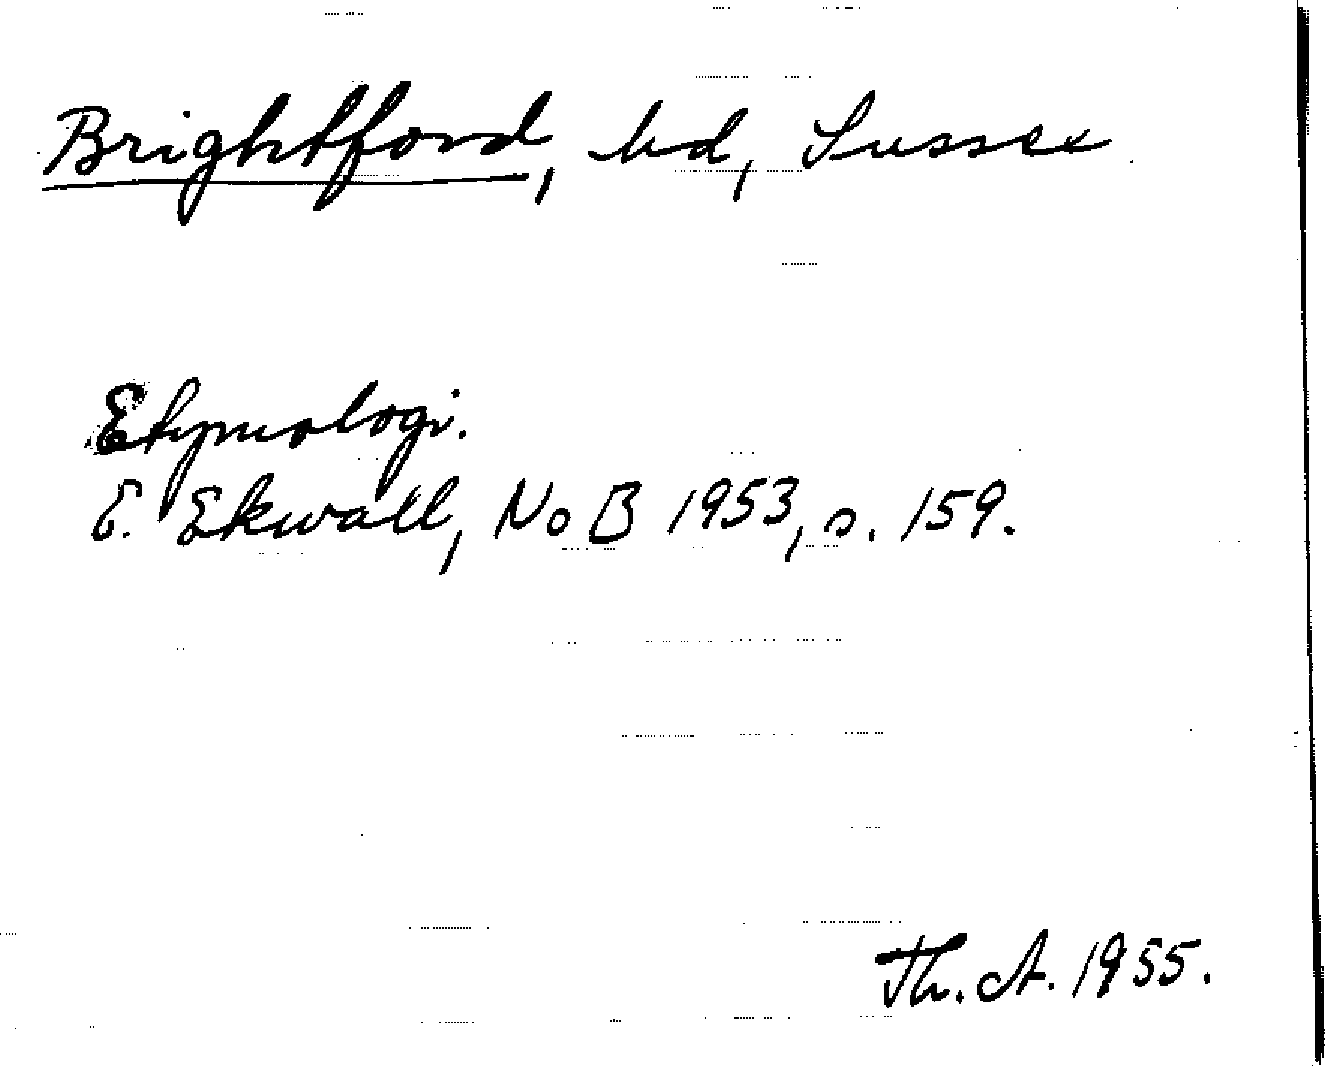 Brightford, hd, Sussex
Etymologi.
E. Ekwall, NoB 1953, s. 159.
Th. A. 1955.